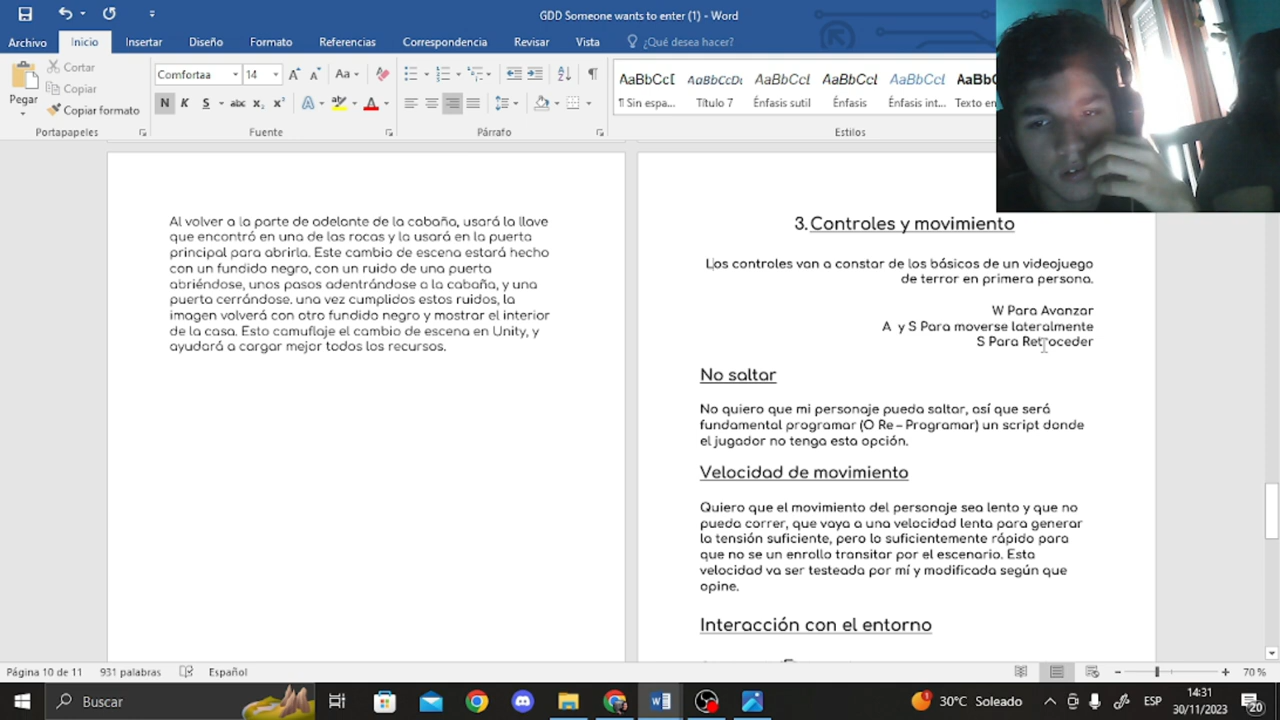 GDD Someone wants to enter (1) - Word
Archivo
Inicio
Insertar
Diseño
Formato
Referencias
Correspondencia
Revisar
Vista
¿Qué desea hacer?
Pegar
Cortar
Copiar
Copiar formato
Portapapeles
Comfortaa
14
Aa
N K S abc x₂ x²
Fuente
Párrafo
AaBbCcD AaBbCcDt AaBbCcl AaBbCcl AaBbCcl AaBb
¶ Sin espa... Título 7 Énfasis sutil Énfasis Énfasis int... Texto en
Estilos
Al volver a la parte de adelante de la cabaña, usará la llave
que encontró en una de las rocas y la usará en la puerta
principal para abrirla. Este cambio de escena estará hecho
con un fundido negro, con un ruido de una puerta
abriéndose, unos pasos adentrándose a la cabaña, y una
puerta cerrándose. una vez cumplidos estos ruidos, la
imagen volverá con otro fundido negro y mostrar el interior
de la casa. Esto camuflaje el cambio de escena en Unity, y
ayudará a cargar mejor todos los recursos.
3. Controles y movimiento
Los controles van a constar de los básicos de un videojuego
de terror en primera persona.
W Para Avanzar
A y S Para moverse lateralmente
S Para Retroceder
No saltar
No quiero que mi personaje pueda saltar, así que será
fundamental programar (O Re – Programar) un script donde
el jugador no tenga esta opción.
Velocidad de movimiento
Quiero que el movimiento del personaje sea lento y que no
pueda correr, que vaya a una velocidad lenta para generar
la tensión suficiente, pero lo suficientemente rápido para
que no se un enrollo transitar por el escenario. Esta
velocidad va ser testeada por mí y modificada según que
opine.
Interacción con el entorno
Página 10 de 11
931 palabras
Español
70 %
Buscar
30°C Soleado
ESP
14:31
30/11/2023
20